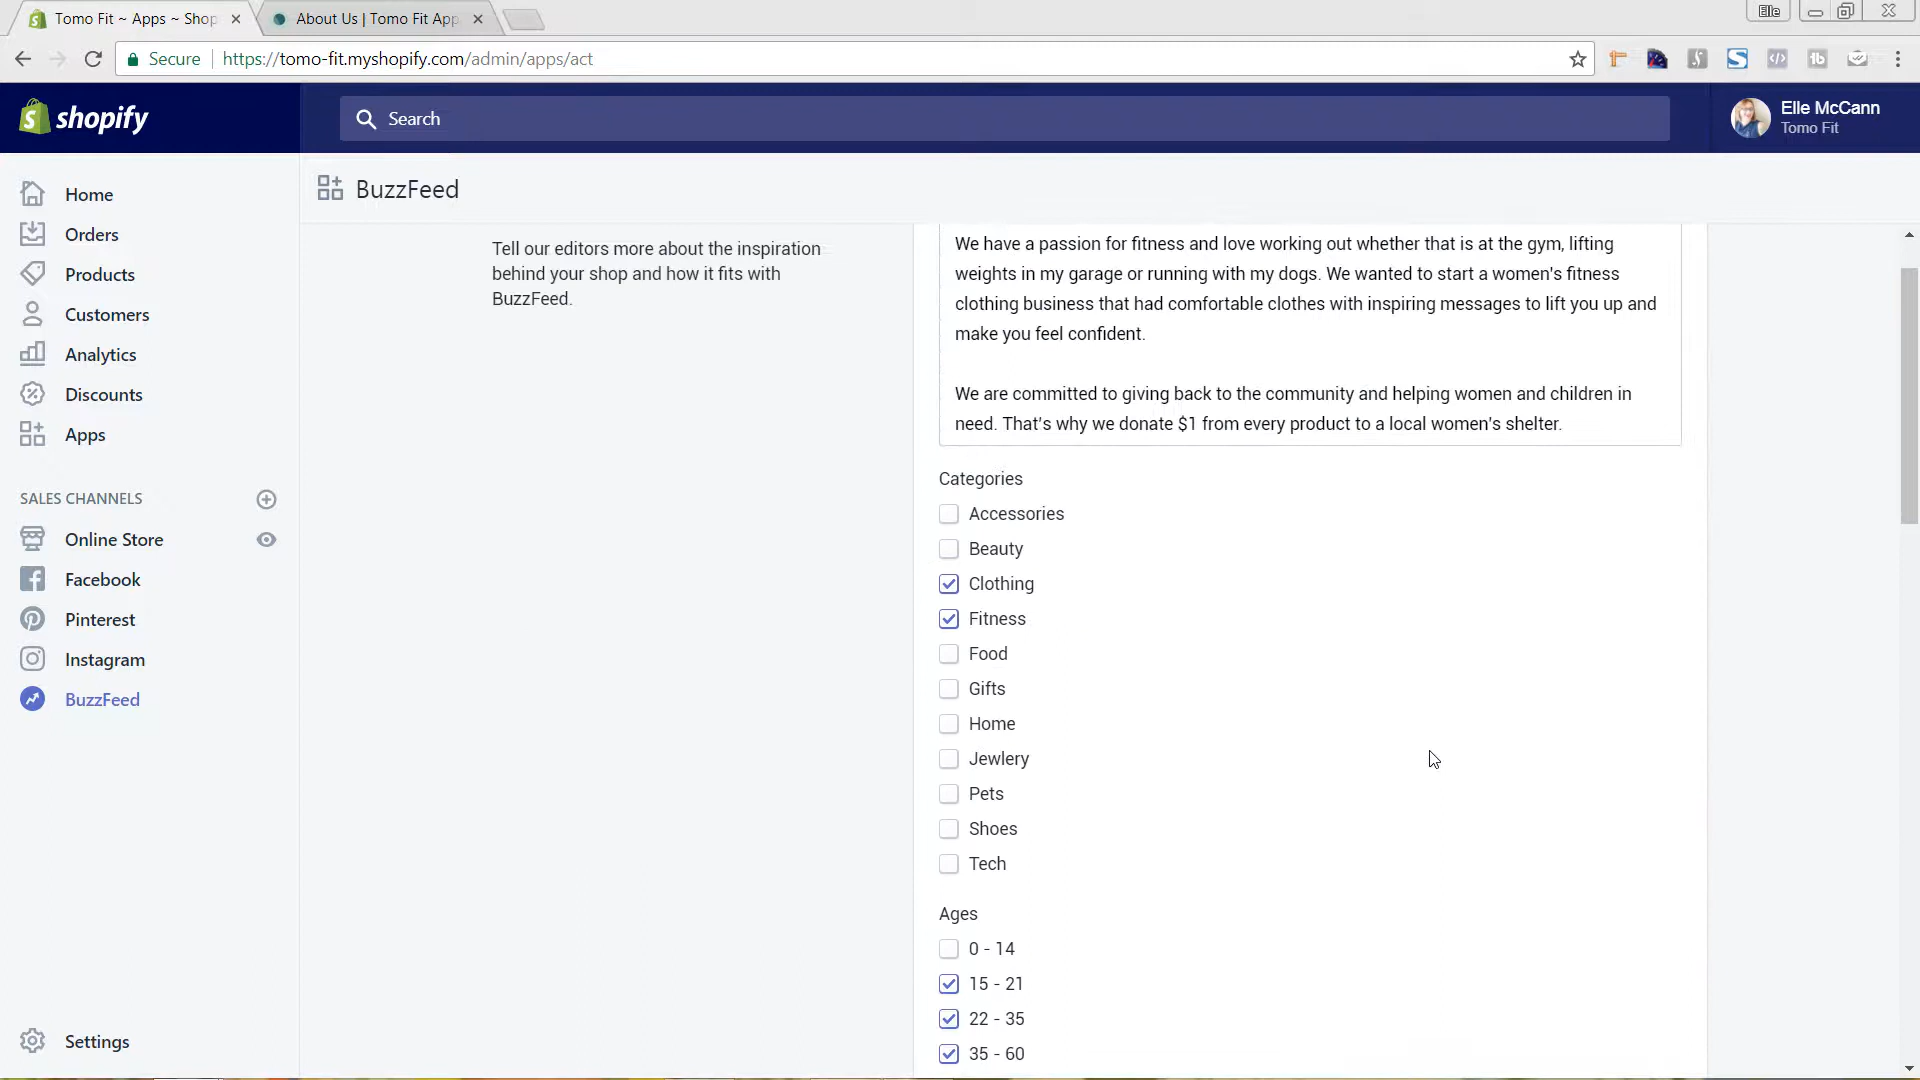 Tomo Fit ~ Apps ~ Shop
About Us | Tomo Fit App
Elle
Secure
https://tomo-fit.myshopify.com/admin/apps/act
shopify
Search
Elle McCann
Tomo Fit
Home
Orders
Products
Customers
Analytics
Discounts
Apps
SALES CHANNELS
Online Store
Facebook
Pinterest
Instagram
BuzzFeed
Settings
BuzzFeed
Tell our editors more about the inspiration
behind your shop and how it fits with
BuzzFeed.
We have a passion for fitness and love working out whether that is at the gym, lifting
weights in my garage or running with my dogs. We wanted to start a women's fitness
clothing business that had comfortable clothes with inspiring messages to lift you up and
make you feel confident.
We are committed to giving back to the community and helping women and children in
need. That's why we donate $1 from every product to a local women's shelter.
Categories
Accessories
Beauty
Clothing
Fitness
Food
Gifts
Home
Jewlery
Pets
Shoes
Tech
Ages
0 - 14
15 - 21
22 - 35
35 - 60